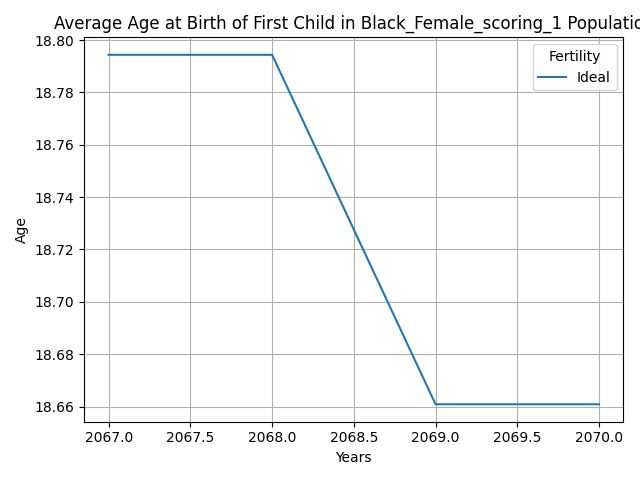 Average Age at Birth of First Child in Black_Female_scoring_1 Populatio
18.80
18.78
18.76
18.74
18.72
18.70
18.68
18.66
Age
Fertility
Ideal
2067.0 2067.5 2068.0 2068.5 2069.0 2069.5 2070.0
Years